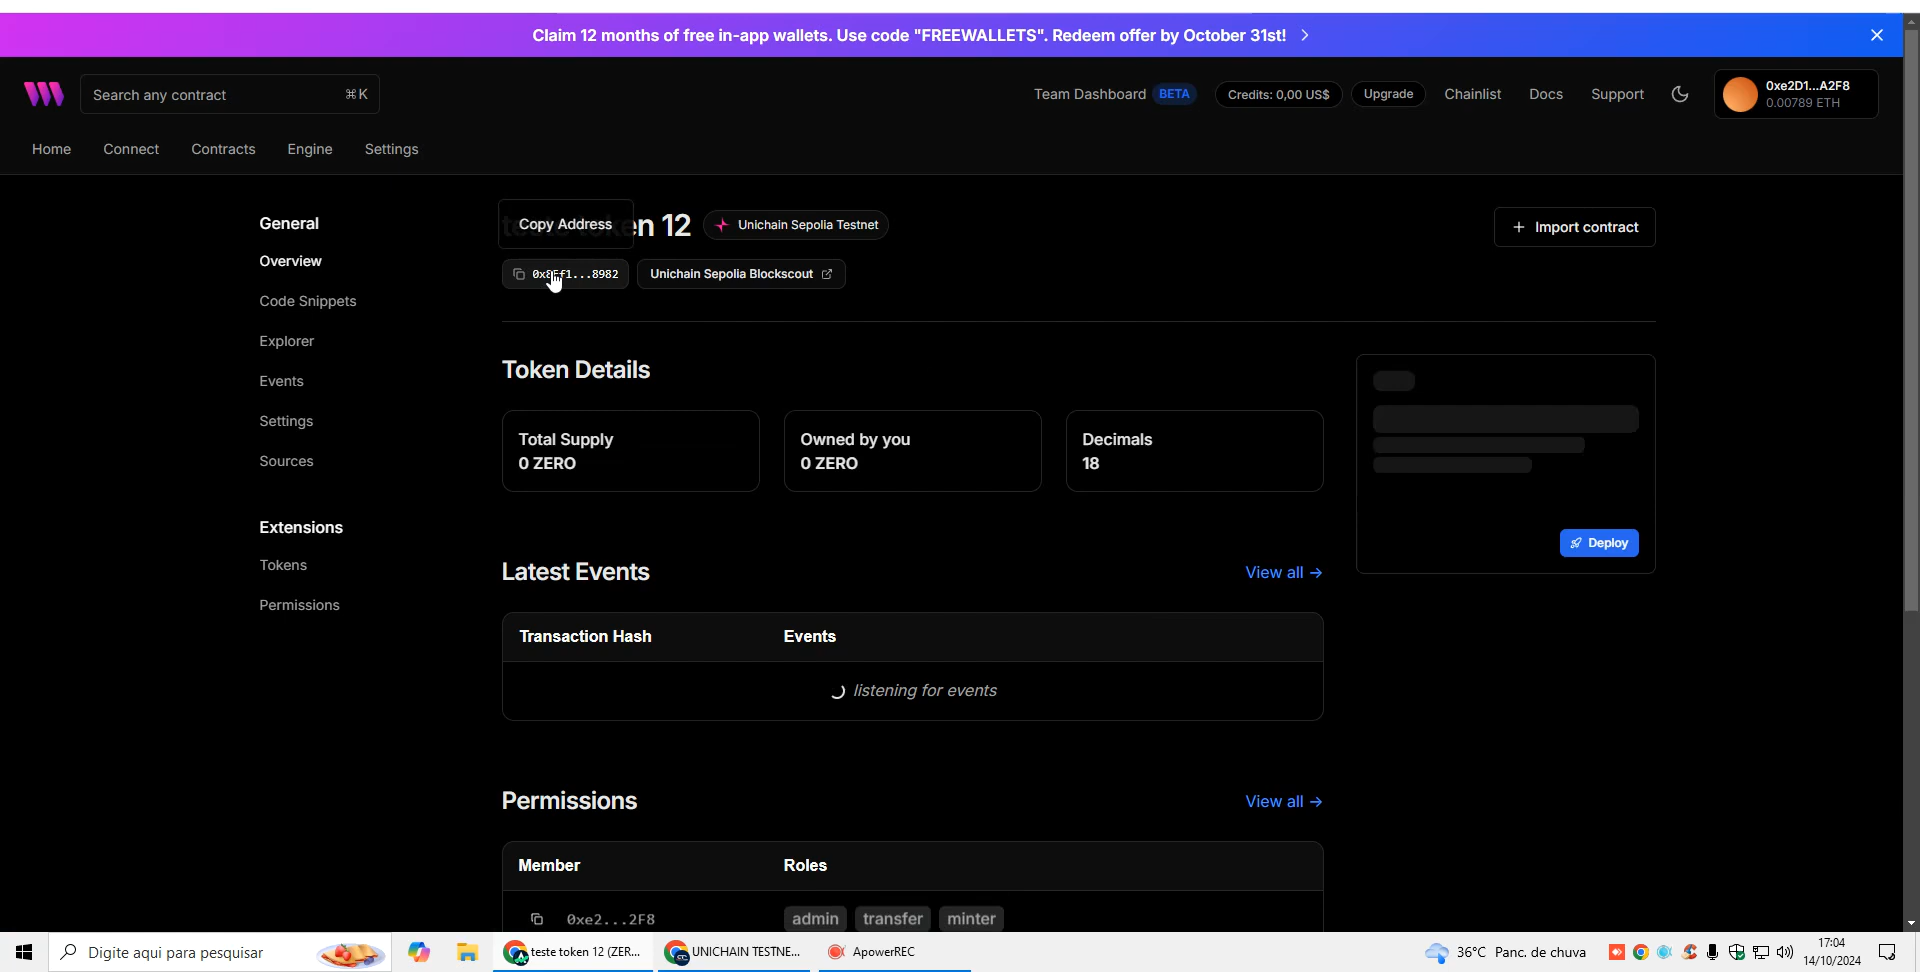 Claim 12 months of free in-app wallets. Use code "FREEWALLETS". Redeem offer by October 31st!
Search any contract
⌘K
Team Dashboard
BETA
Credits: 0,00 US$
Upgrade
Chainlist
Docs
Support
0xe2D1...A2F8
0.00789 ETH
Home
Connect
Contracts
Engine
Settings
General
Overview
Code Snippets
Explorer
Events
Settings
Sources
Extensions
Tokens
Permissions
Copy Address
n 12
Unichain Sepolia Testnet
Import contract
Unichain Sepolia Blockscout
Token Details
Total Supply
0 ZERO
Owned by you
0 ZERO
Decimals
18
Deploy
Latest Events
View all →
Transaction Hash
Events
listening for events
Permissions
View all →
Member
Roles
0xe2...2F8
admin
transfer
minter
Digite aqui para pesquisar
teste token 12 (ZER...
UNICHAIN TESTNE...
ApowerREC
36°C Panc. de chuva
17:04
14/10/2024